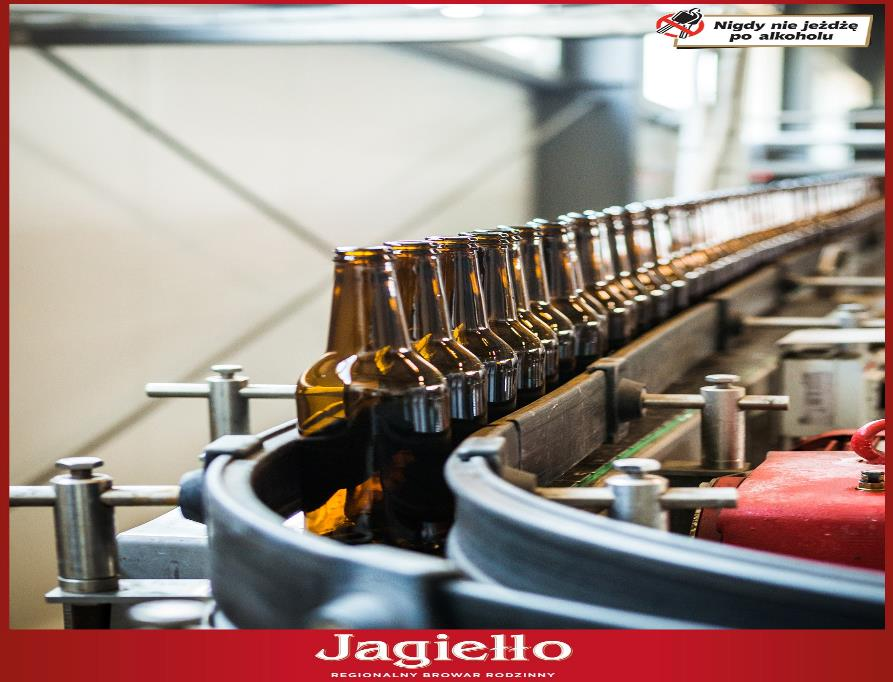 Nigdy nie jeżdżę
po alkoholu
Jagiełło
REGIONALNY BROWAR RODZINNY